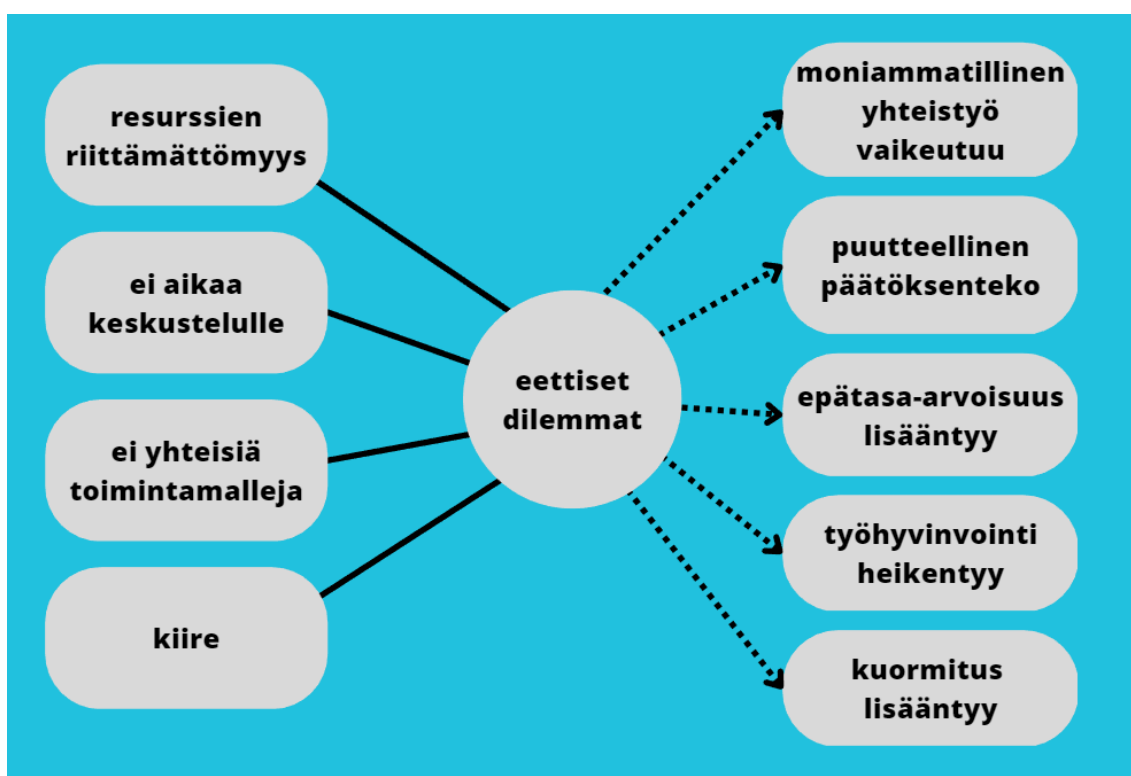 resurssien
riittämättömyys
ei aikaa
keskustelulle
ei yhteisiä
toimintamalleja
kiire
eettiset
dilemmat
moniammatillinen
yhteistyö
vaikeutuu
puutteellinen
päätöksenteko
epätasa-arvoisuus
lisääntyy
työhyvinvointi
heikentyy
kuormitus
lisääntyy